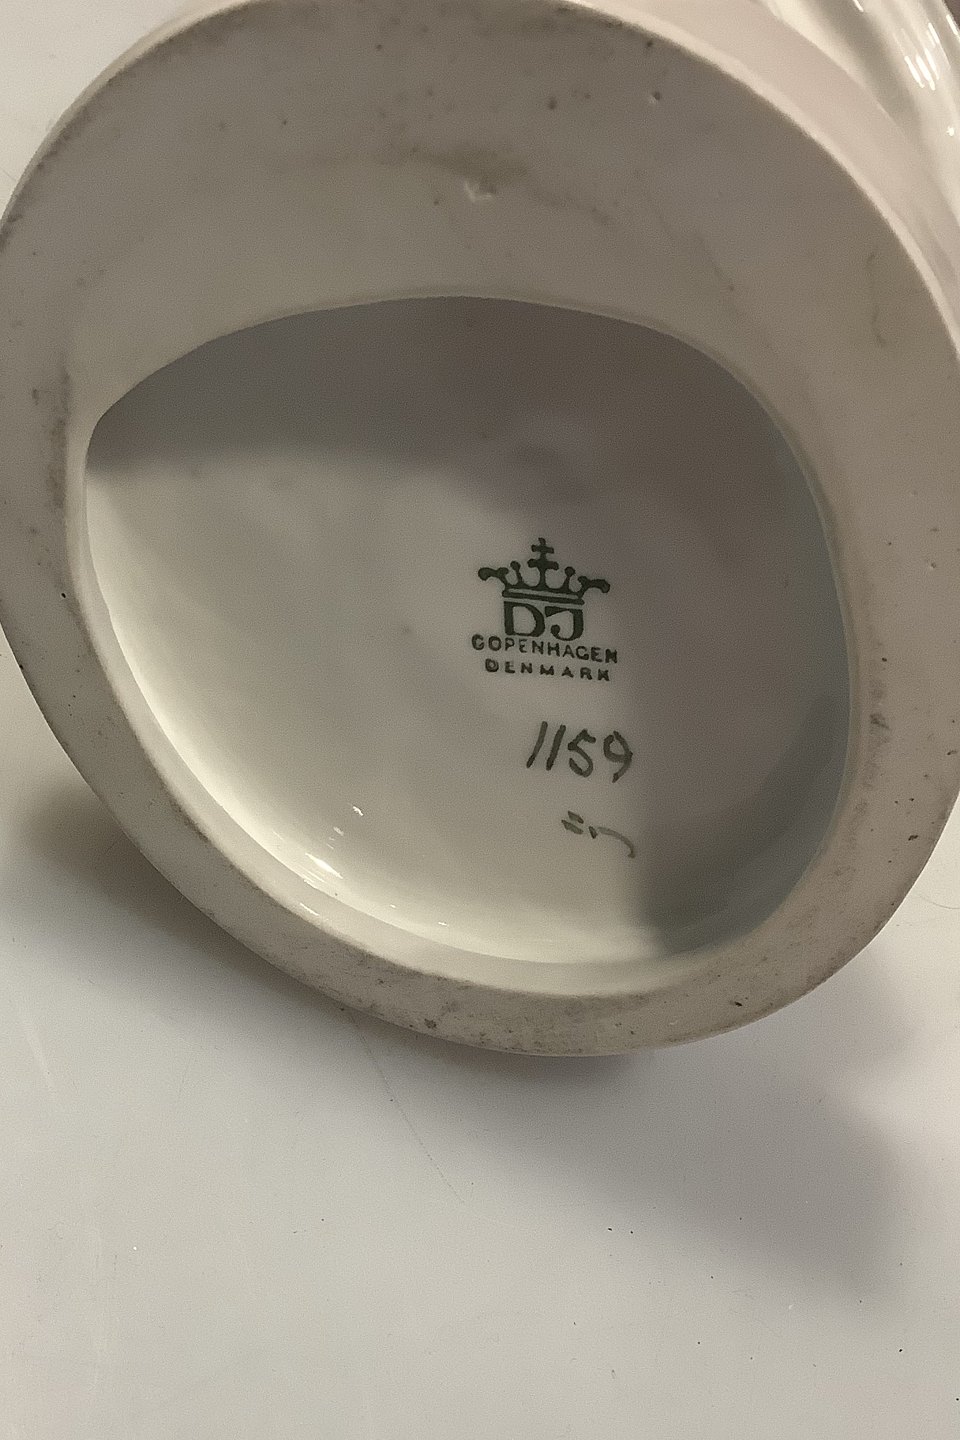 DJ
COPENHAGEN
DENMARK
1159